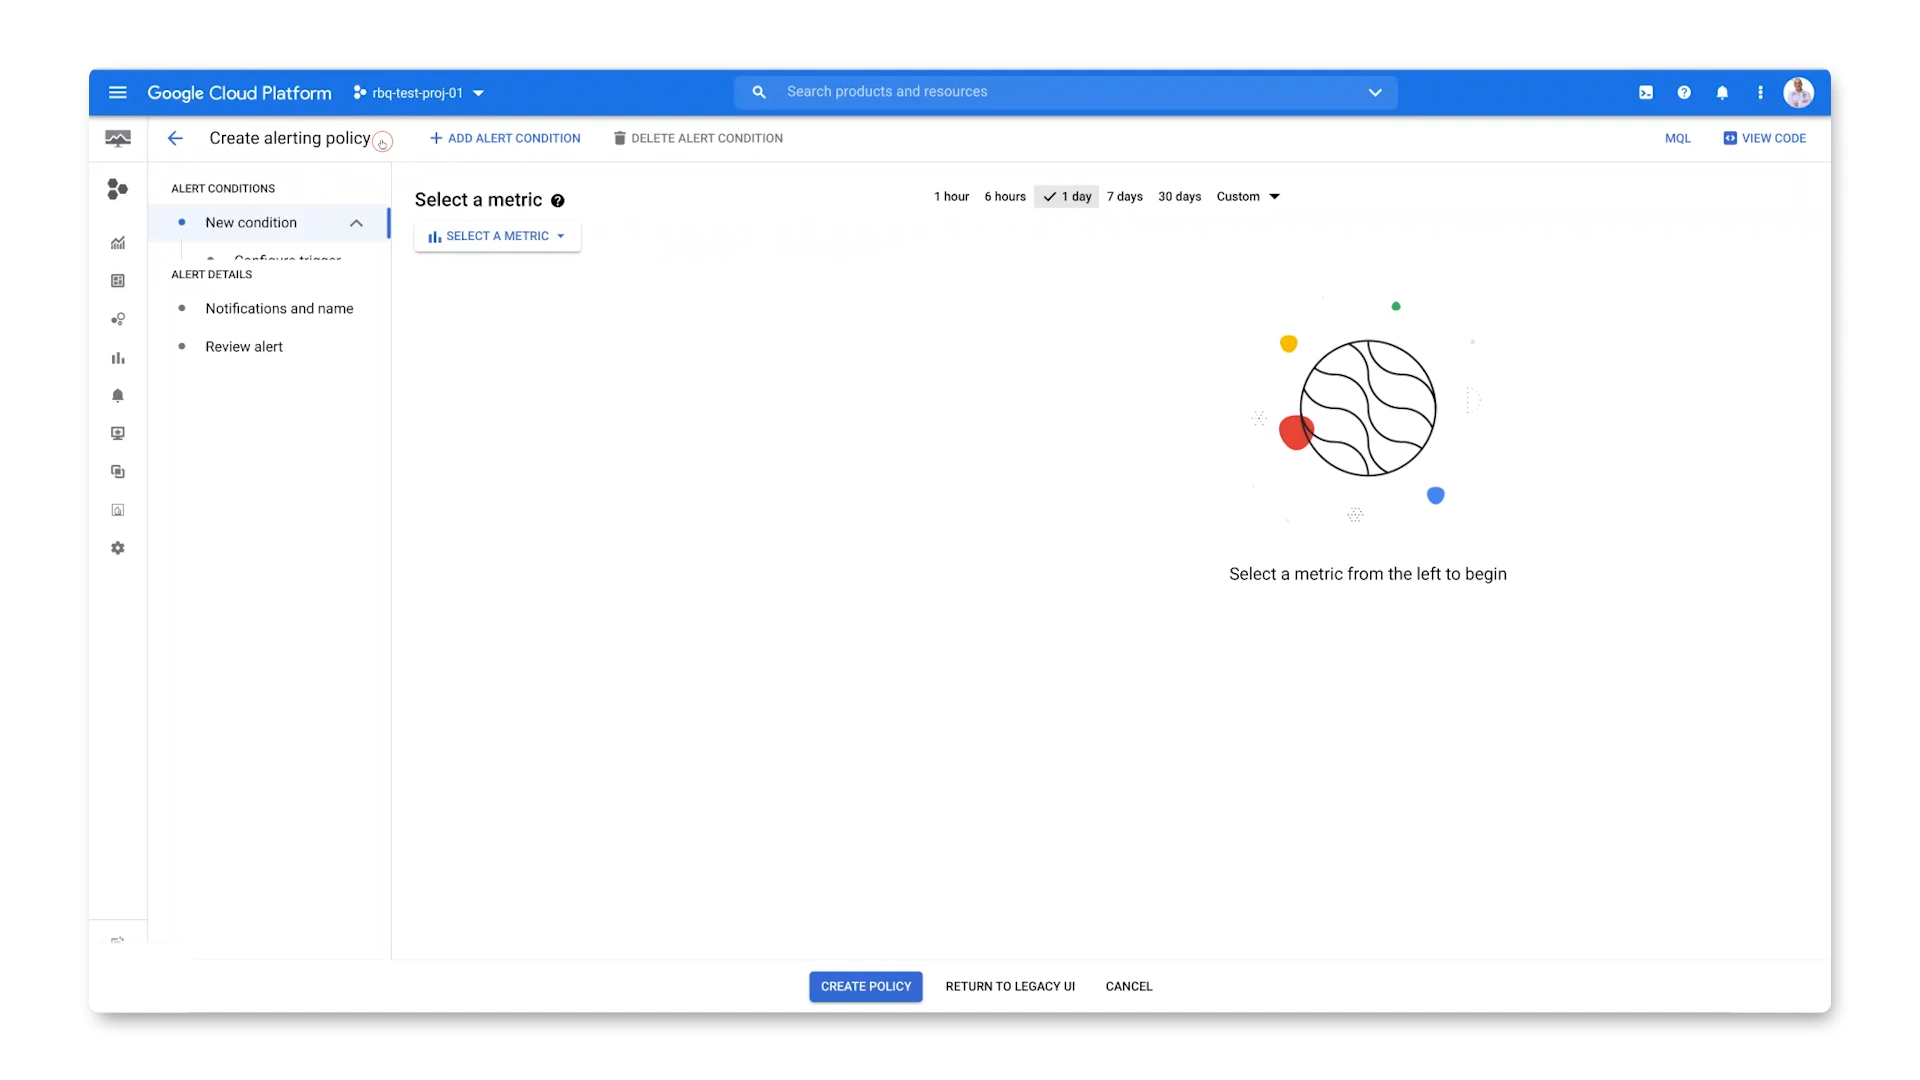 Google Cloud Platform
rbq-test-proj-01
Search products and resources
Create alerting policy
ADD ALERT CONDITION
DELETE ALERT CONDITION
MQL
VIEW CODE
ALERT CONDITIONS
New condition
Configure trigger
ALERT DETAILS
Notifications and name
Review alert
Select a metric
SELECT A METRIC
1 hour
6 hours
1 day
7 days
30 days
Custom
Select a metric from the left to begin
CREATE POLICY
RETURN TO LEGACY UI
CANCEL